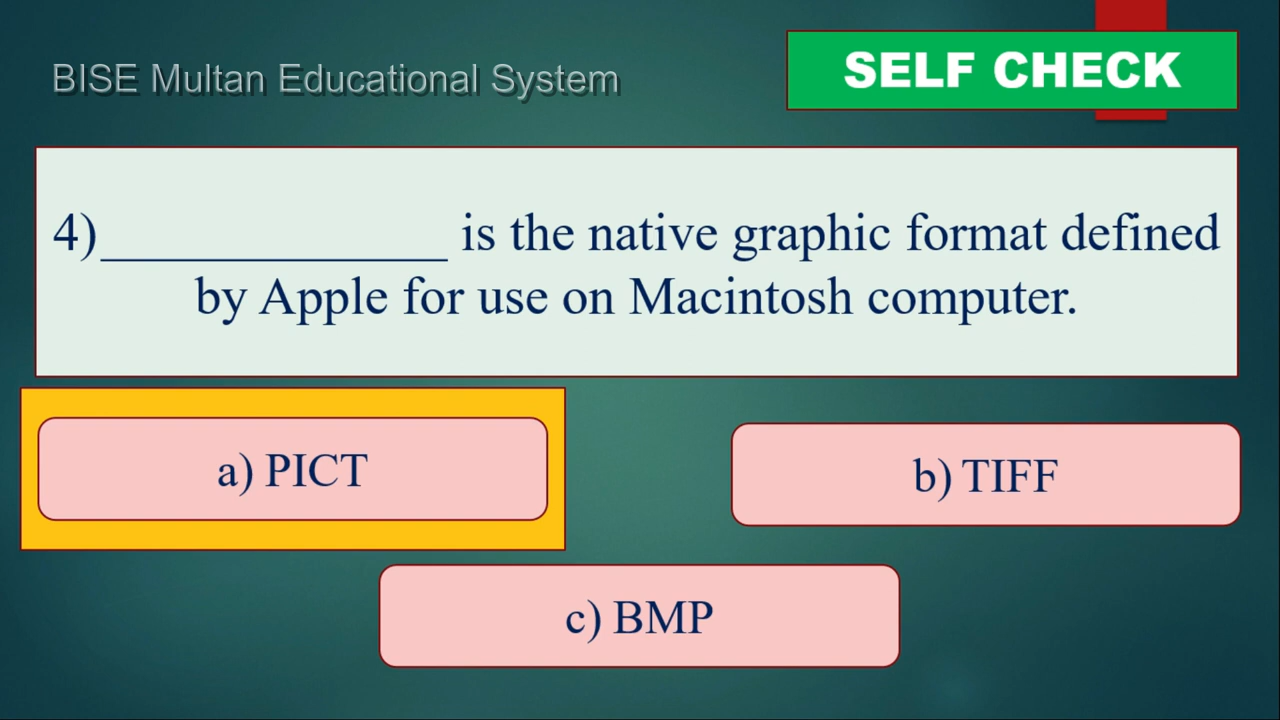 BISE Multan Educational System
SELF CHECK
4)______________ is the native graphic format defined
by Apple for use on Macintosh computer.
a) PICT
b) TIFF
c) BMP